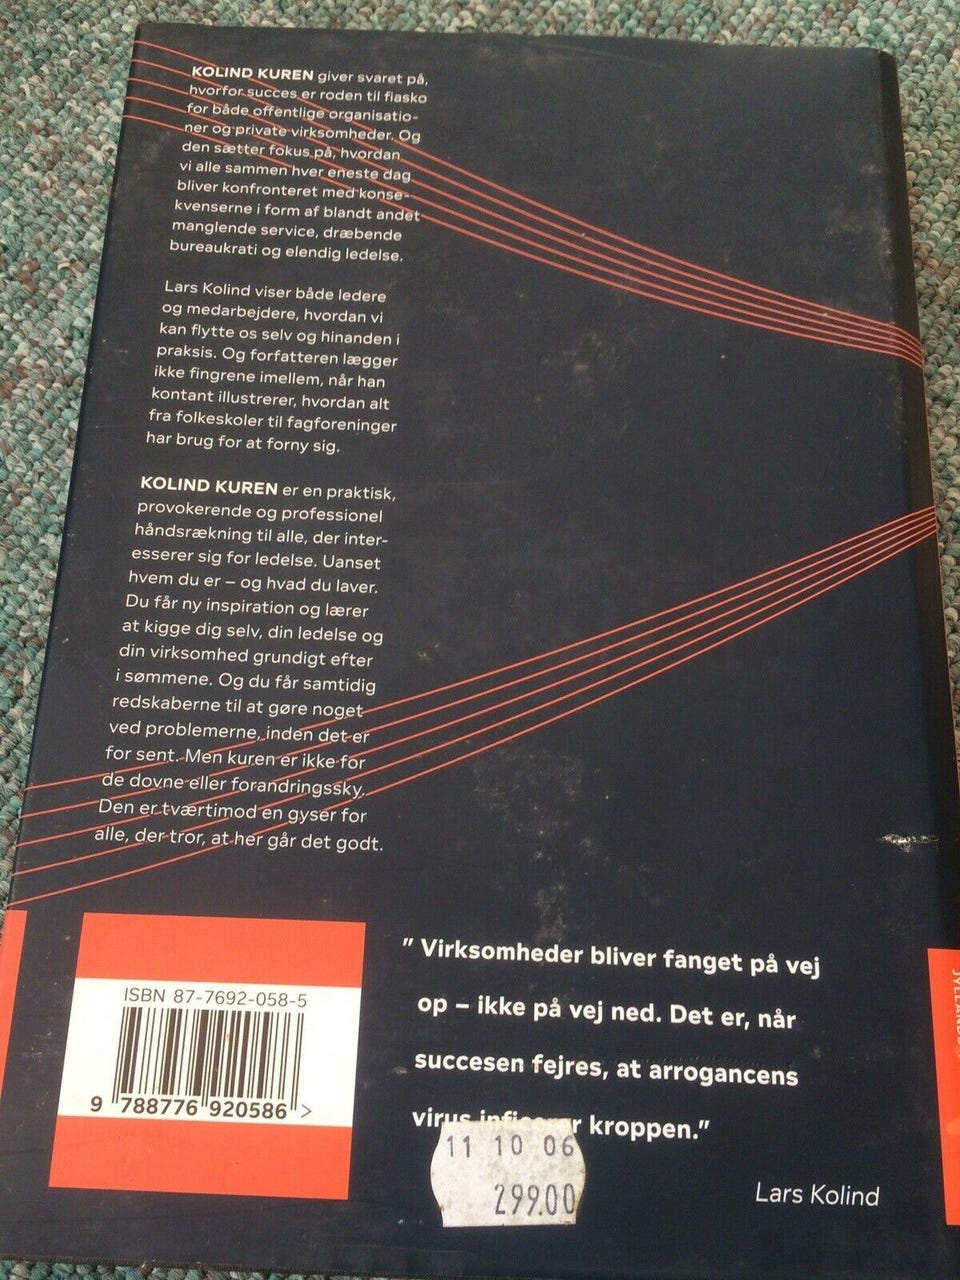 KOLIND KUREN giver svaret på,
hvorfor succes er roden til fiasko
for både offentlige organisatio-
ner og private virksomheder. Og
den sætter fokus på, hvordan
vi alle sammen hver eneste dag
bliver konfronteret med konse-
kvenserne i form af blandt andet
manglende service, dræbende
bureaukrati og elendig ledelse.
Lars Kolind viser både ledere
og medarbejdere, hvordan vi
kan flytte os selv og hinanden i
praksis. Og forfatteren lægger
ikke fingrene imellem, når han
kontant illustrerer, hvordan alt
fra folkeskoler til fagforeninger
har brug for at forny sig.
KOLIND KUREN er en praktisk,
provokerende og professionel
håndsrækning til alle, der inter-
esserer sig for ledelse. Uanset
hvem du er – og hvad du laver.
Du får ny inspiration og lærer
at kigge dig selv, din ledelse og
din virksomhed grundigt efter
i sømmene. Og du får samtidig
redskaberne til at gøre noget
ved problemerne, inden det er
for sent. Men kuren er ikke for
de dovne eller forandringssky.
Den er tværtimod en gyser for
alle, der tror, at her går det godt.
" Virksomheder bliver fanget på vej
op – ikke på vej ned. Det er, når
succesen fejres, at arrogancens
virus inficerer kroppen."
Lars Kolind
ISBN 87-7692-058-5
9 788776 920586 >
11 10 06
299.00